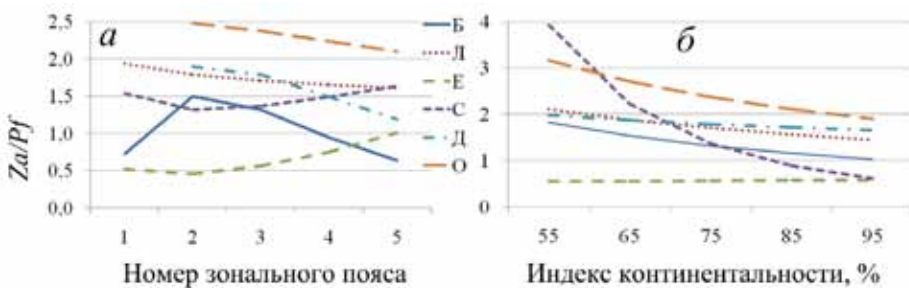 а
Za/Pf
2.5
2.0
1.5
1.0
0.5
0.0
1 2 3 4 5
Номер зонального пояса
Б
Л
Е
С
Д
О
б
4
3
2
1
0
55 65 75 85 95
Индекс континентальности, %